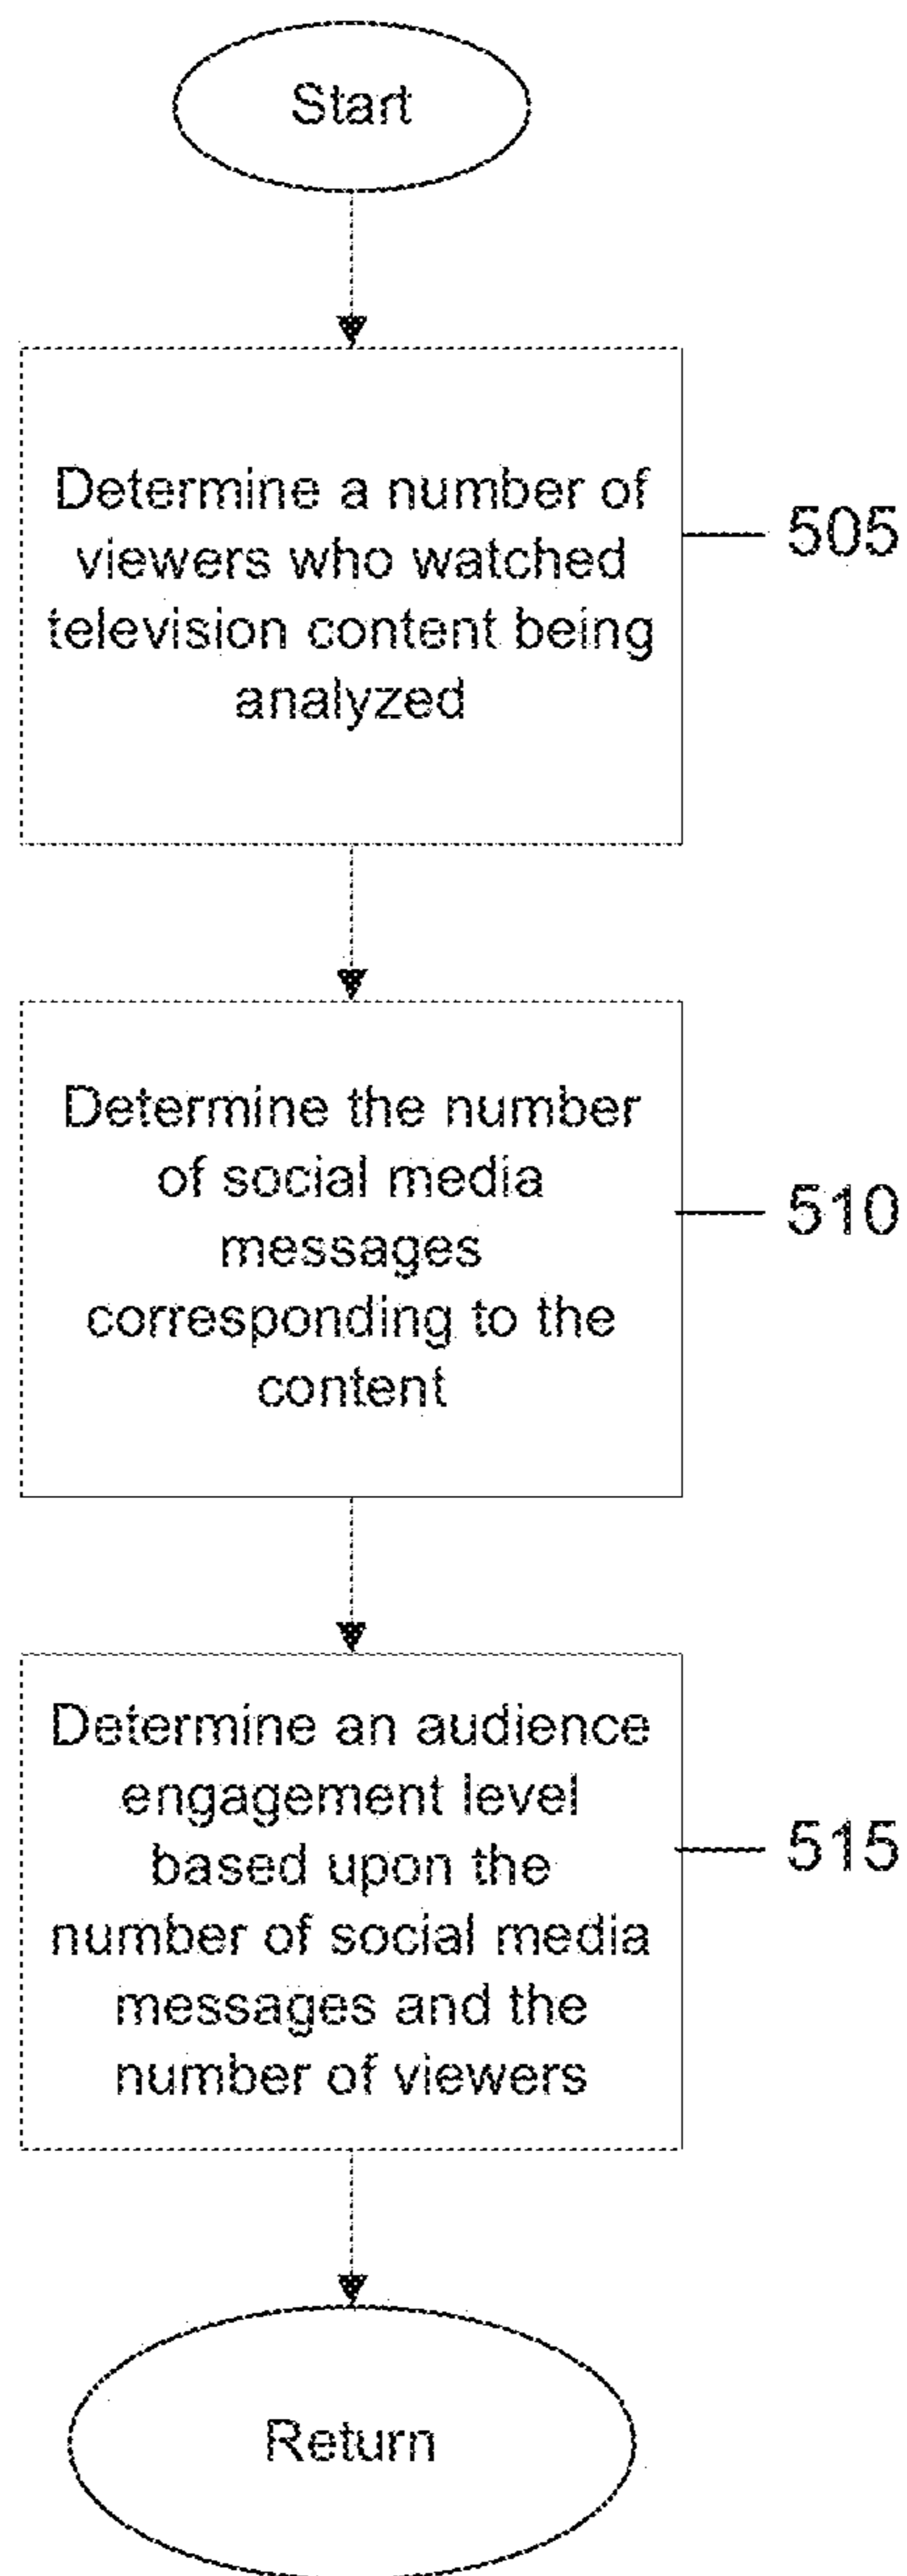 Start
Determine a number of
viewers who watched
television content being
analyzed
505
Determine the number
of social media
messages
corresponding to the
content
510
Determine an audience
engagement level
based upon the
number of social media
messages and the
number of viewers
515
Return